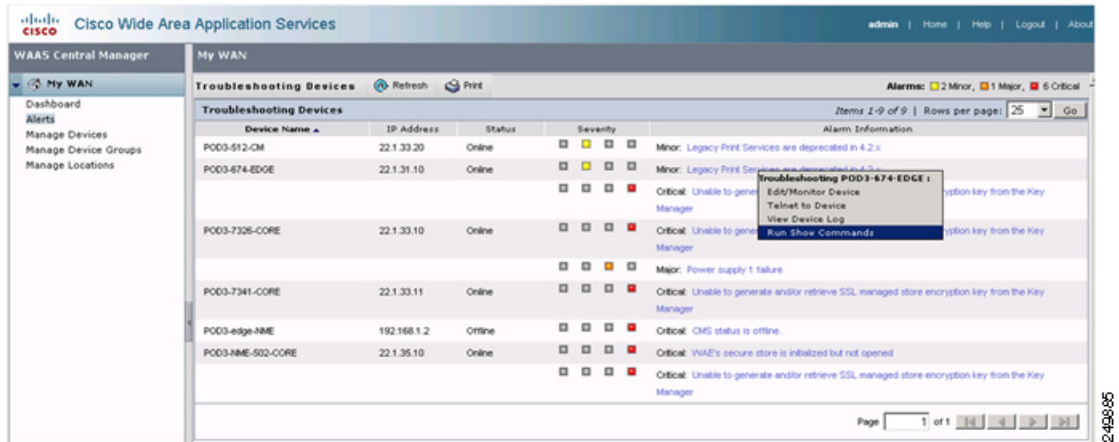 CISCO
Cisco Wide Area Application Services
admin | Home | Help | Logout | About
WAAS Central Manager
My WAN
My WAN
Dashboard
Alerts
Manage Devices
Manage Device Groups
Manage Locations
Troubleshooting Devices Refresh Print Alarms: 2 Minor, 1 Major, 6 Critical
Troubleshooting Devices Items 1-9 of 9 | Rows per page: 25 Go
Device Name IP Address Status Severity Alarm Information
POD3-512-CM 22.1.33.20 Online Minor: Legacy Print Services are deprecated in 4.2.x
POD3-674-EDGE 22.1.31.10 Online Minor: Legacy Print Services are deprecated in 4.2.x
Critical: Unable to gene ryption key from the Key
Manager
Troubleshooting POD3-674-EDGE :
Edit/Monitor Device
Telnet to Device
View Device Log
Run Show Commands
POD3-7326-CORE 22.1.33.10 Online Critical: Unable to gene ryption key from the Key
Manager
Major: Power supply 1 failure
POD3-7341-CORE 22.1.33.11 Online Critical: Unable to generate and/or retrieve SSL managed store encryption key from the Key
Manager
POD3-edge-NME 192.168.1.2 Offline Critical: CMS status is offline.
POD3-NME-502-CORE 22.1.35.10 Online Critical: WAE's secure store is initialized but not opened
Critical: Unable to generate and/or retrieve SSL managed store encryption key from the Key
Manager
Page 1 of 1
249885